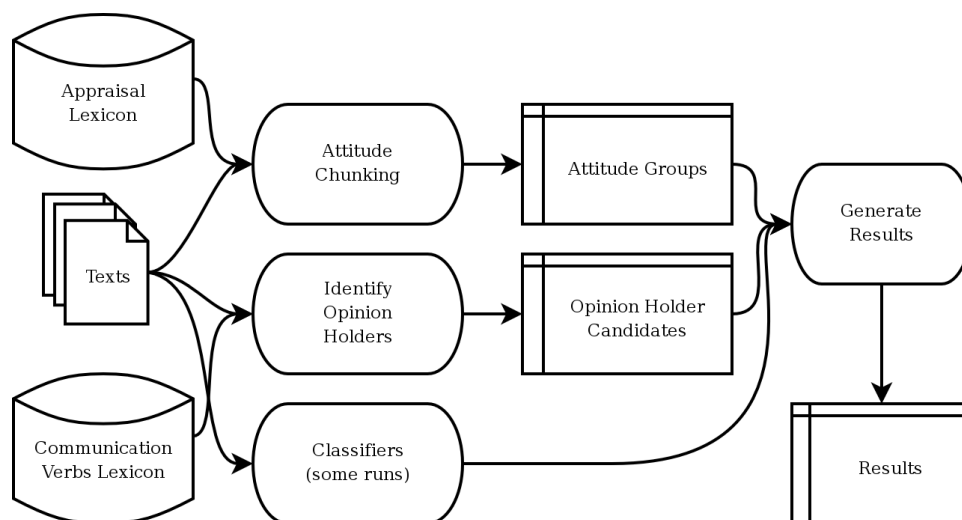 Appraisal
Lexicon
Attitude
Chunking
Attitude Groups
Generate
Results
Texts
Identify
Opinion
Holders
Opinion Holder
Candidates
Communication
Verbs Lexicon
Classifiers
(some runs)
Results